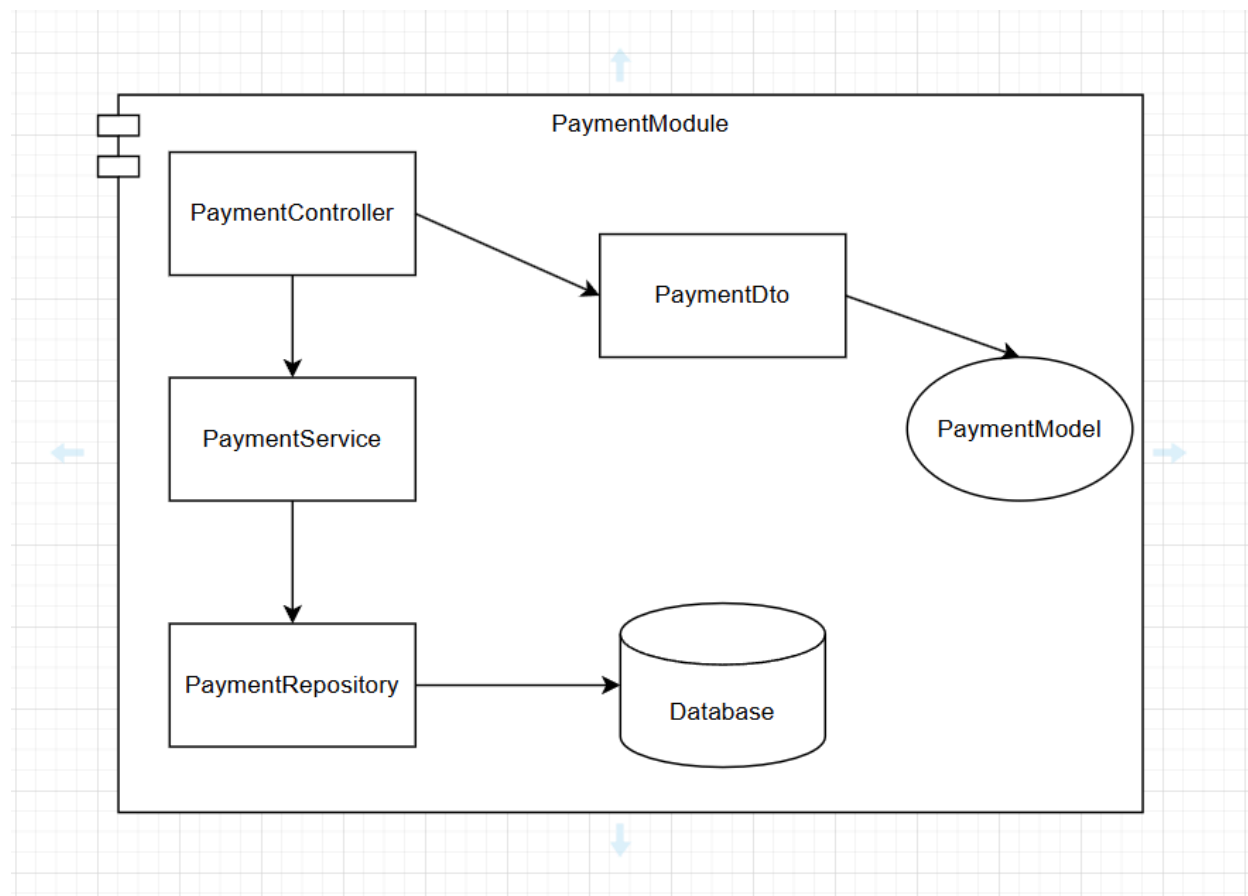 PaymentModule
PaymentController
PaymentDto
PaymentService
PaymentModel
PaymentRepository
Database